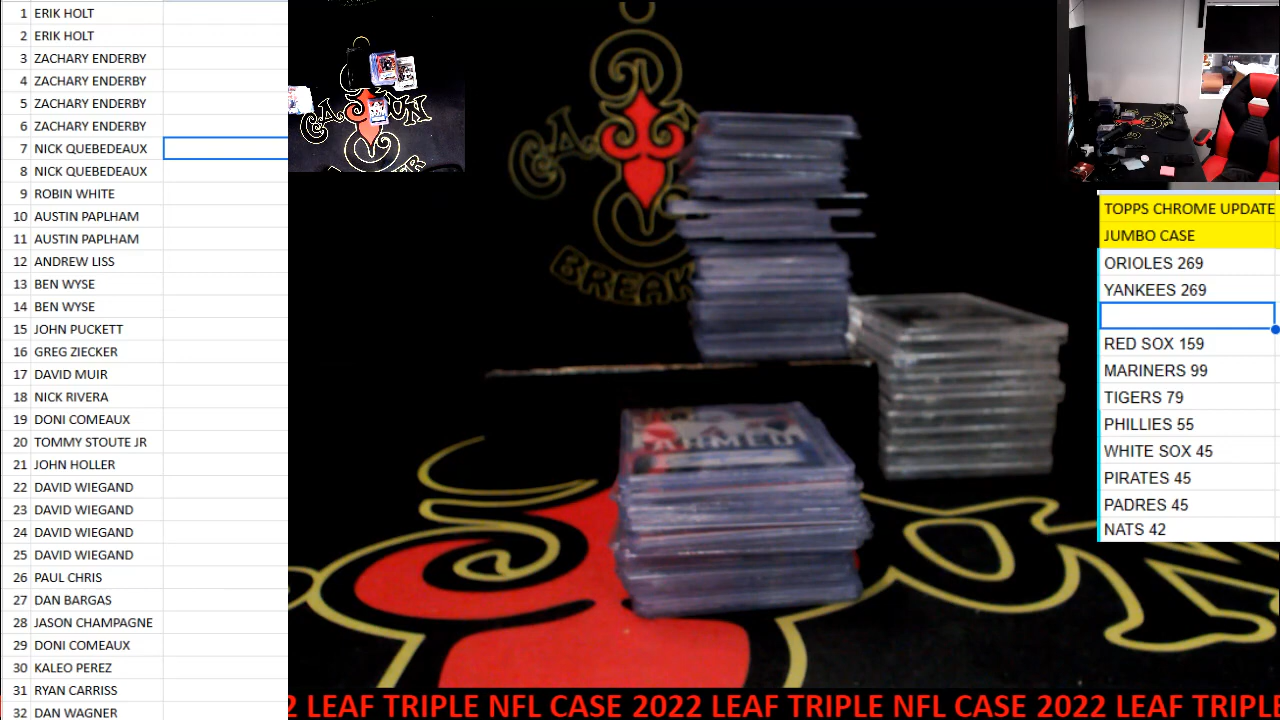 1 ERIK HOLT
2 ERIK HOLT
3 ZACHARY ENDERBY
4 ZACHARY ENDERBY
5 ZACHARY ENDERBY
6 ZACHARY ENDERBY
7 NICK QUEBEDEAUX
8 NICK QUEBEDEAUX
9 ROBIN WHITE
10 AUSTIN PAPLHAM
11 AUSTIN PAPLHAM
12 ANDREW LISS
13 BEN WYSE
14 BEN WYSE
15 JOHN PUCKETT
16 GREG ZIECKER
17 DAVID MUIR
18 NICK RIVERA
19 DONI COMEAUX
20 TOMMY STOUTE JR
21 JOHN HOLLER
22 DAVID WIEGAND
23 DAVID WIEGAND
24 DAVID WIEGAND
25 DAVID WIEGAND
26 PAUL CHRIS
27 DAN BARGAS
28 JASON CHAMPAGNE
29 DONI COMEAUX
30 KALEO PEREZ
31 RYAN CARRISS
32 DAN WAGNER
BREAK
ARMED
TOPPS CHROME UPDATE
JUMBO CASE
ORIOLES 269
YANKEES 269
RED SOX 159
MARINERS 99
TIGERS 79
PHILLIES 55
WHITE SOX 45
PIRATES 45
PADRES 45
NATS 42
2 LEAF TRIPLE NFL CASE 2022 LEAF TRIPLE NFL CASE 2022 LEAF TRIPL